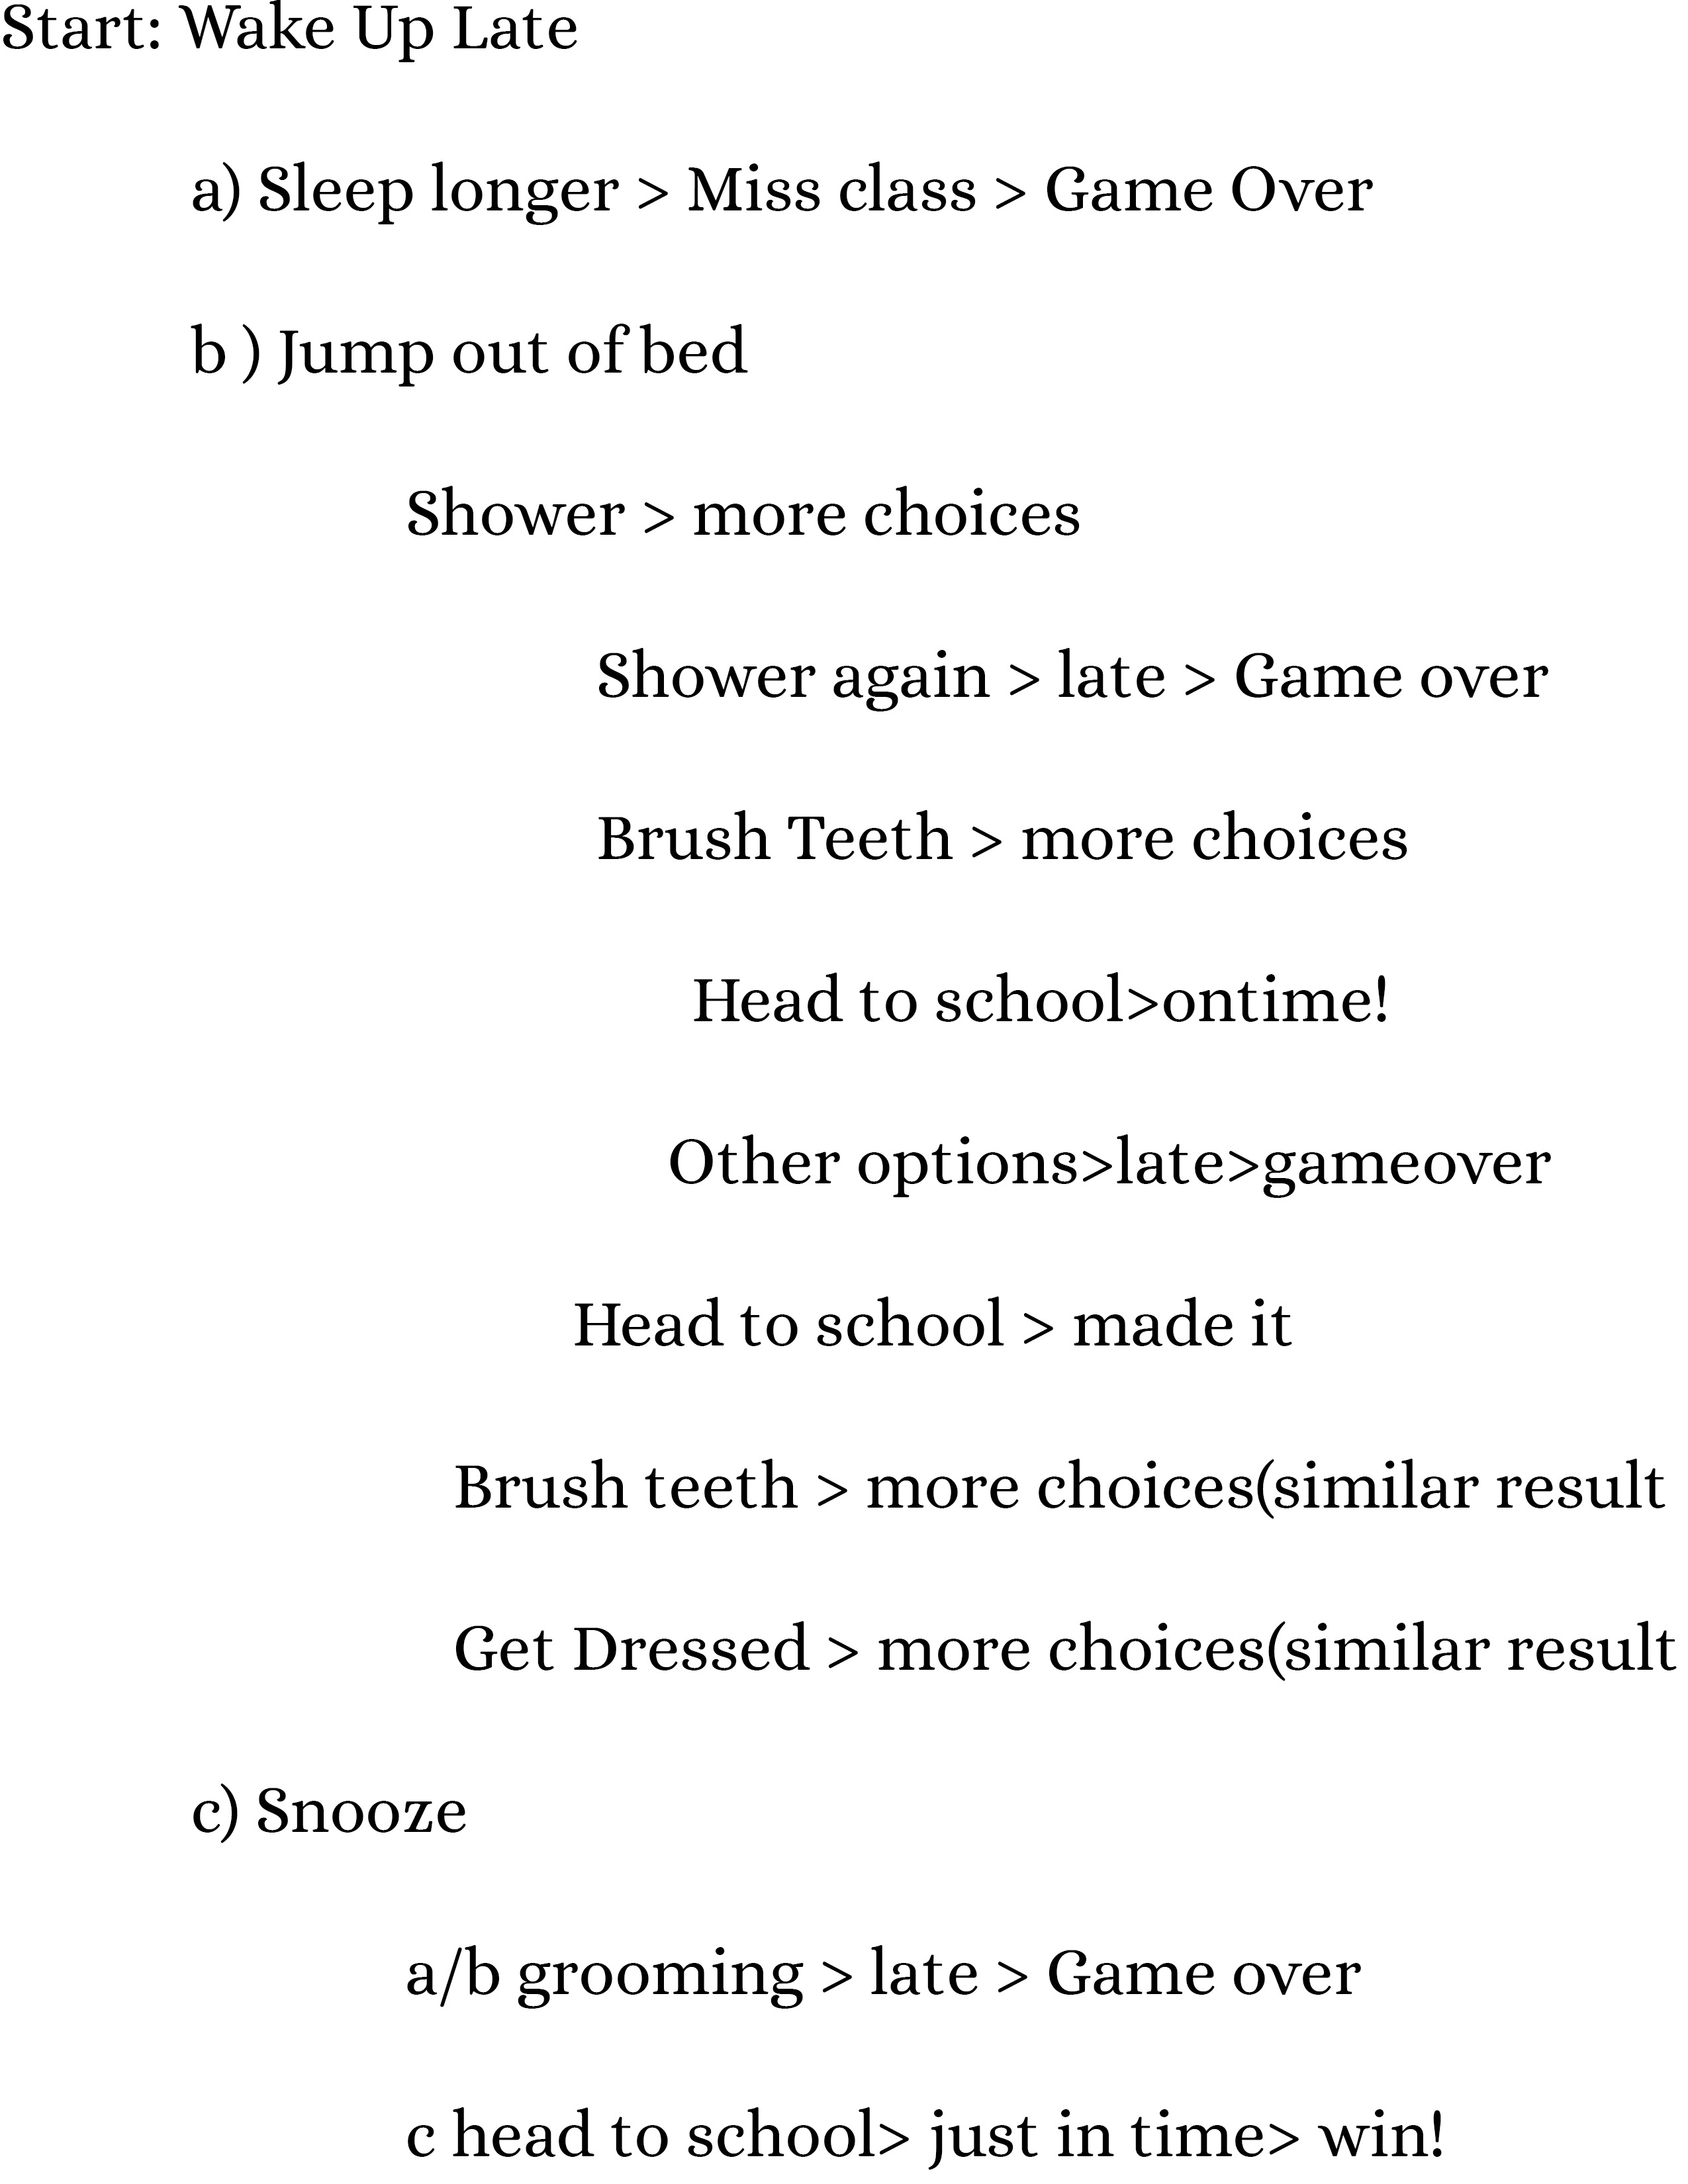 Start: Wake Up Late
a) Sleep longer > Miss class > Game Over
b ) Jump out of bed
Shower > more choices
Shower again > late > Game over
Brush Teeth > more choices
Head to school>ontime!
Other options>late>gameover
Head to school > made it
Brush teeth > more choices(similar result
Get Dressed > more choices(similar result
c) Snooze
a/b grooming > late > Game over
c head to school> just in time> win!